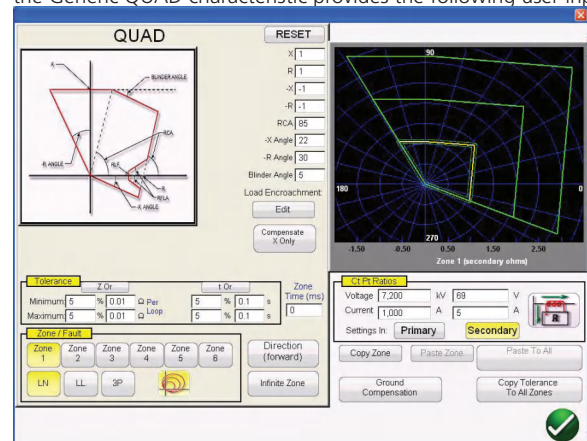 the Generic QUAD characteristic provides the following user inp
QUAD
RESET
X 1
R 1
-X -1
-R -1
RCA 85
-X Angle 22
-R Angle 30
Blinder Angle 5
Load Encroachment
Edit
Compensate
X Only
BLINDER ANGLE
RCA
-R ANGLE
RLF
RFLA
-X ANGLE
90
180
0
270
-1.50 -0.50 0.50 1.50 2.50
Zone 1 (secondary ohms)
Tolerance
Z Or
t Or
Minimum: 5 % 0.01 Ω Per 5 % 0.1 s
Maximum: 5 % 0.01 Ω Loop 5 % 0.1 s
Zone
Time (ms)
0
Zone / Fault
Zone 1
Zone 2
Zone 3
Zone 4
Zone 5
Zone 6
LN
LL
3P
Direction
(forward)
Infinite Zone
Ct Pt Ratios
Voltage 7,200 kV 69 V
Current 1,000 A 5 A
R
Settings In: Primary Secondary
Copy Zone
Paste Zone
Paste To All
Ground
Compensation
Copy Tolerance
To All Zones